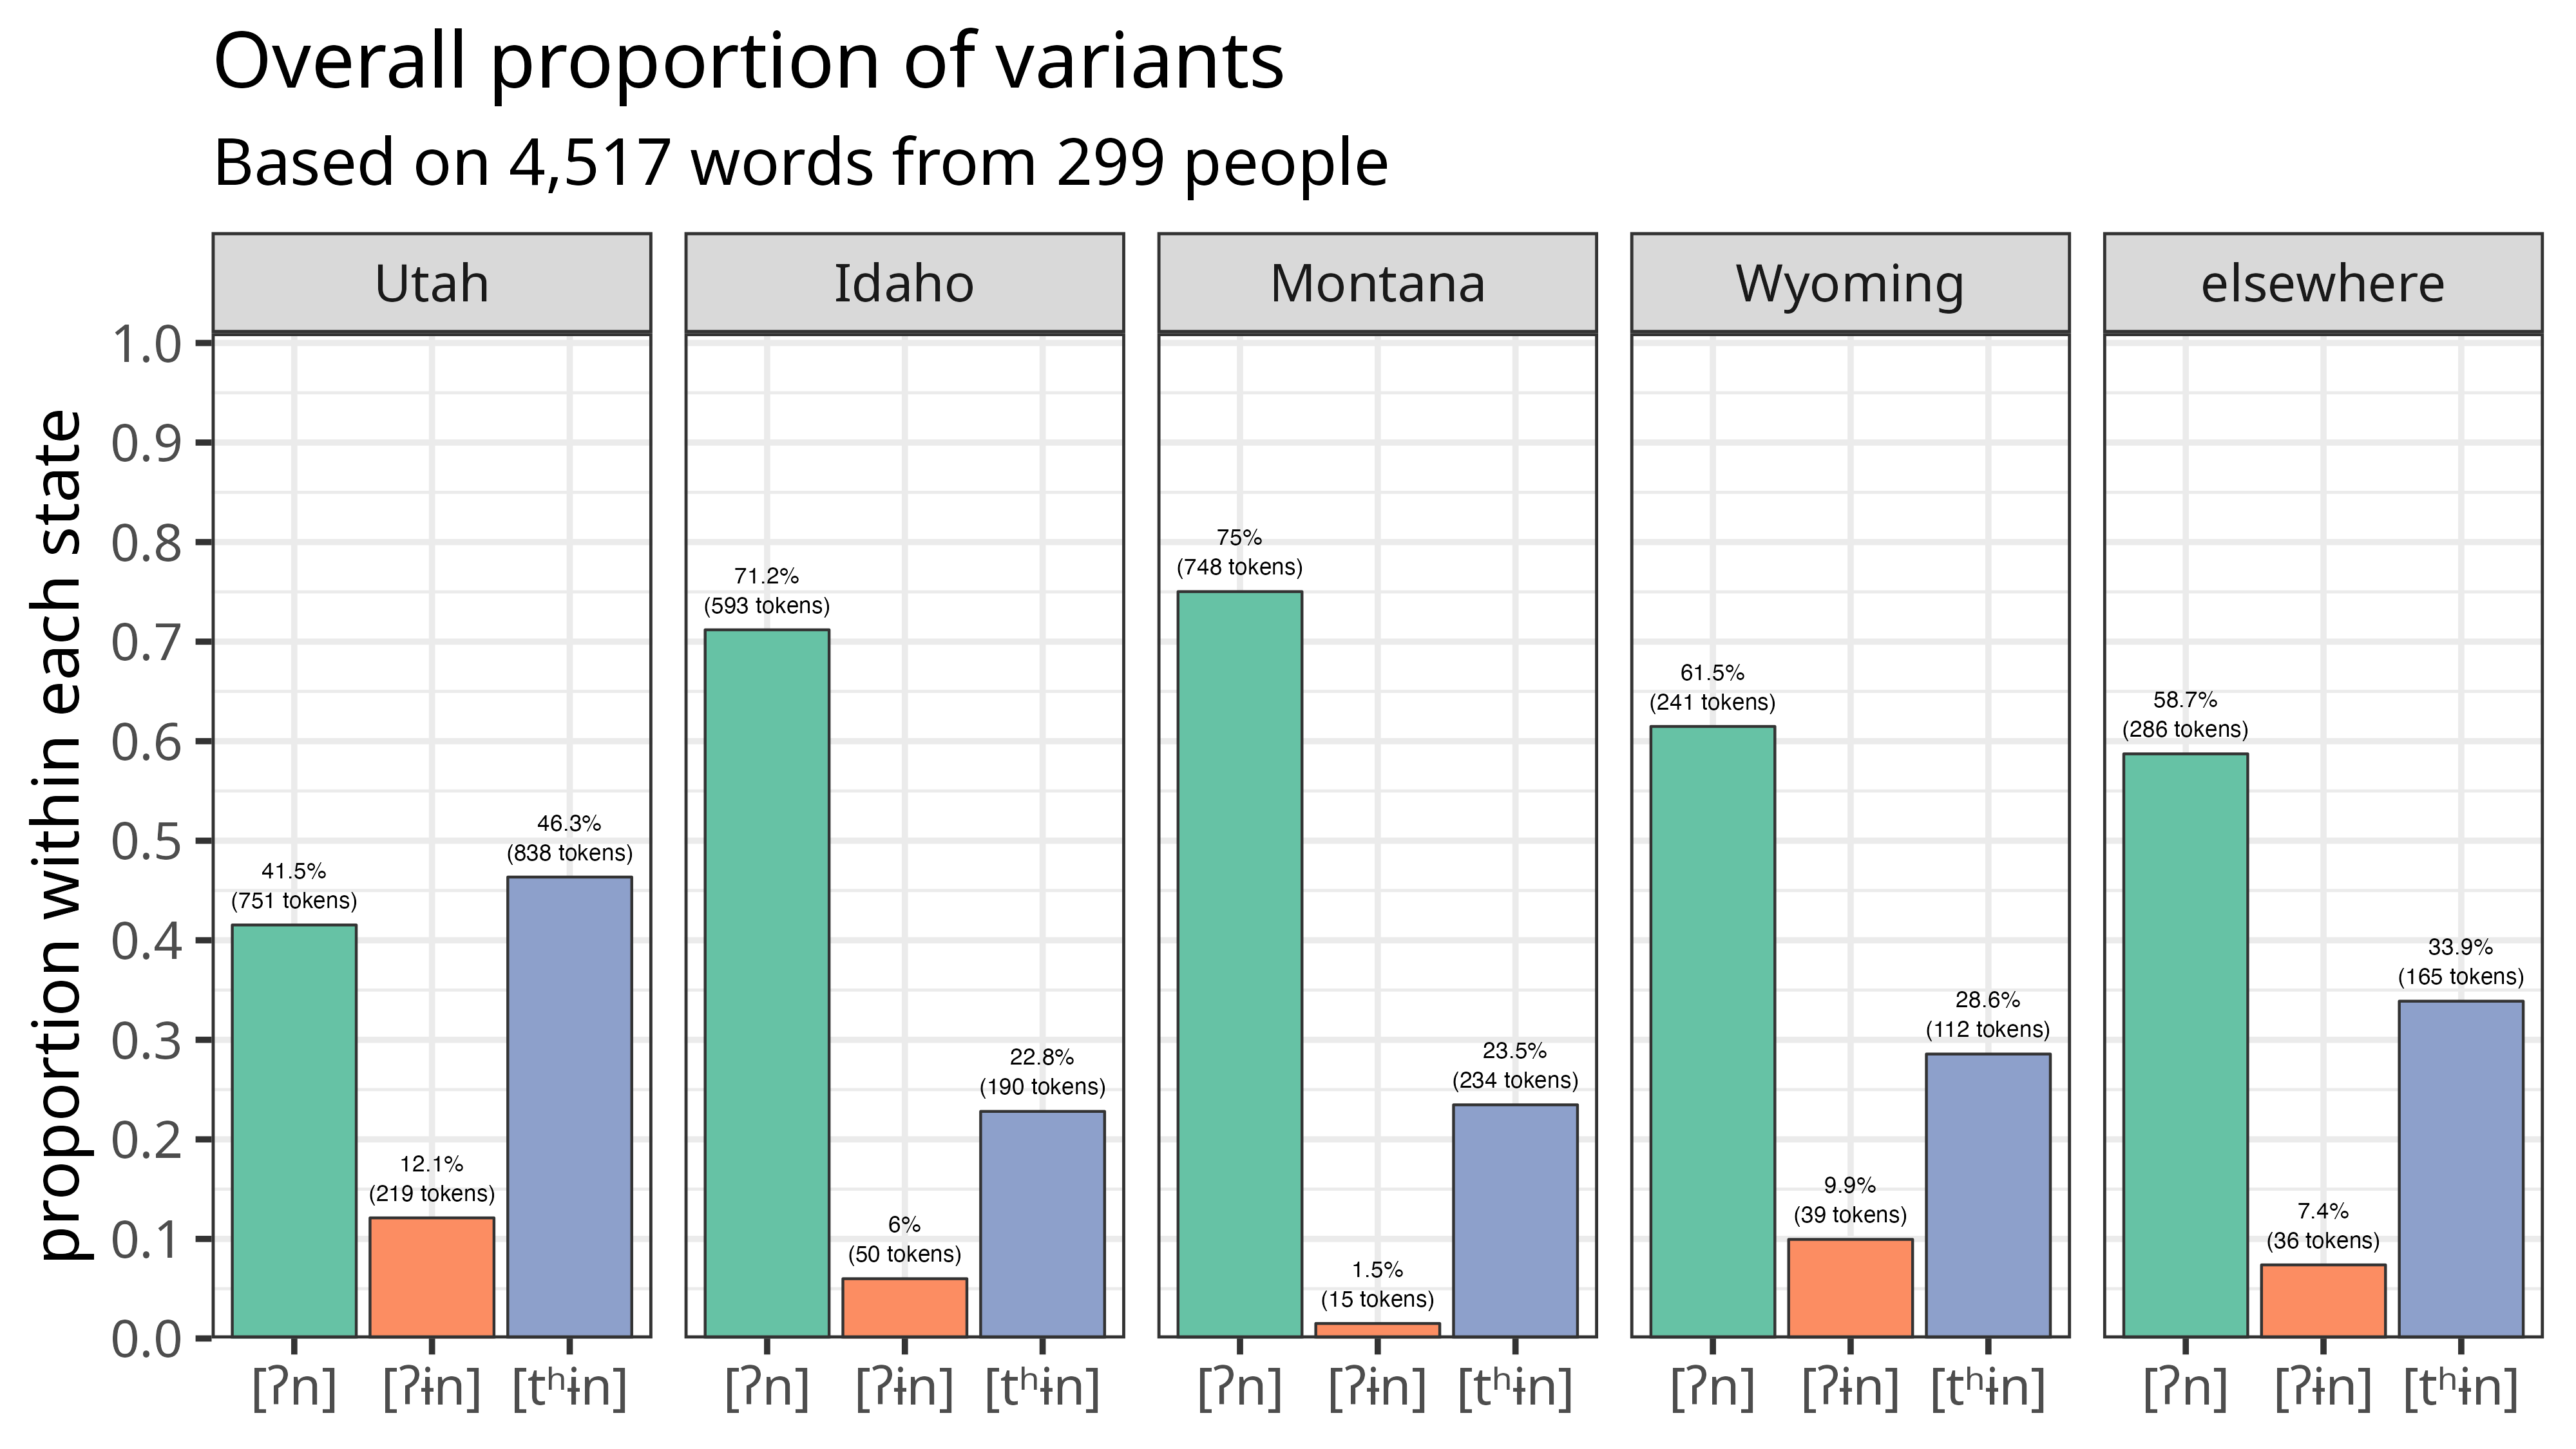 Overall proportion of variants
Based on 4,517 words from 299 people
Utah
Idaho
Montana
Wyoming
elsewhere
proportion within each state
1.0
0.9
0.8
0.7
0.6
0.5
0.4
0.3
0.2
0.1
0.0
41.5%
(751 tokens)
12.1%
(219 tokens)
46.3%
(838 tokens)
71.2%
(593 tokens)
6%
(50 tokens)
22.8%
(190 tokens)
75%
(748 tokens)
1.5%
(15 tokens)
23.5%
(234 tokens)
61.5%
(241 tokens)
9.9%
(39 tokens)
28.6%
(112 tokens)
58.7%
(286 tokens)
7.4%
(36 tokens)
33.9%
(165 tokens)
[ʔn] [ʔɨn] [tʰɨn]
[ʔn] [ʔɨn] [tʰɨn]
[ʔn] [ʔɨn] [tʰɨn]
[ʔn] [ʔɨn] [tʰɨn]
[ʔn] [ʔɨn] [tʰɨn]